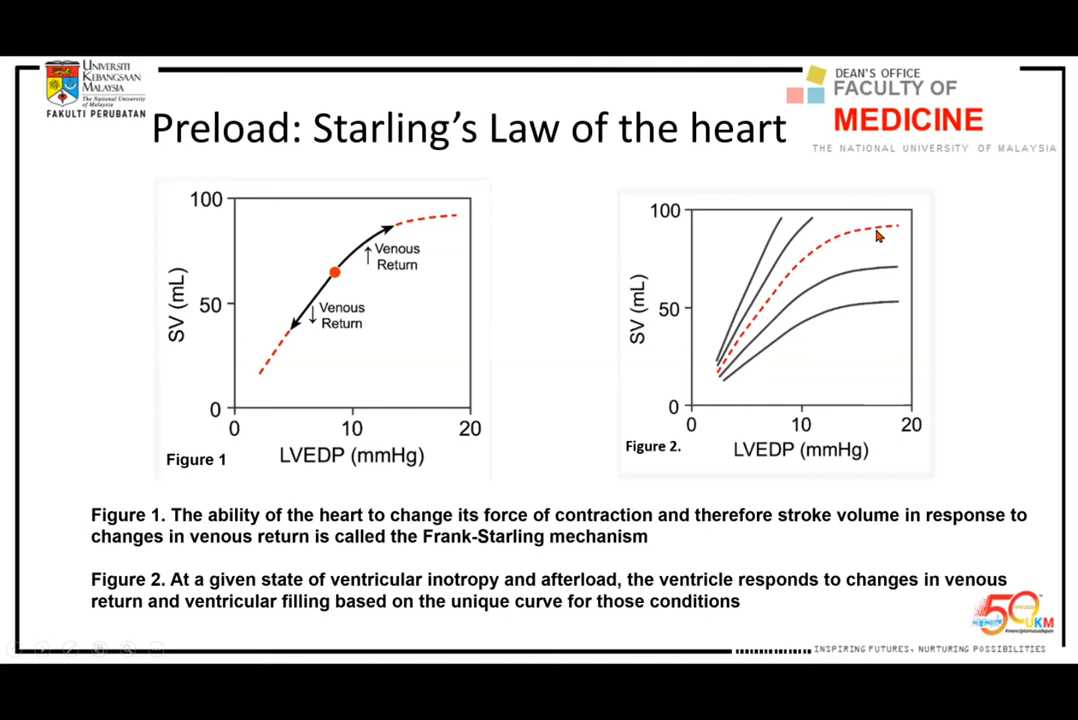 UNIVERSITI
KEBANGSAAN
MALAYSIA
The National University
of Malaysia
FAKULTI PERUBATAN
DEAN'S OFFICE
FACULTY OF
MEDICINE
THE NATIONAL UNIVERSITY OF MALAYSIA
Preload: Starling's Law of the heart
100
50
0
SV (mL)
↑ Venous
Return
↓ Venous
Return
0 10 20
LVEDP (mmHg)
Figure 1
100
50
0
SV (mL)
0 10 20
LVEDP (mmHg)
Figure 2.
Figure 1. The ability of the heart to change its force of contraction and therefore stroke volume in response to
changes in venous return is called the Frank-Starling mechanism
Figure 2. At a given state of ventricular inotropy and afterload, the ventricle responds to changes in venous
return and ventricular filling based on the unique curve for those conditions
50
UKM
INSPIRING FUTURES, NURTURING POSSIBILITIES